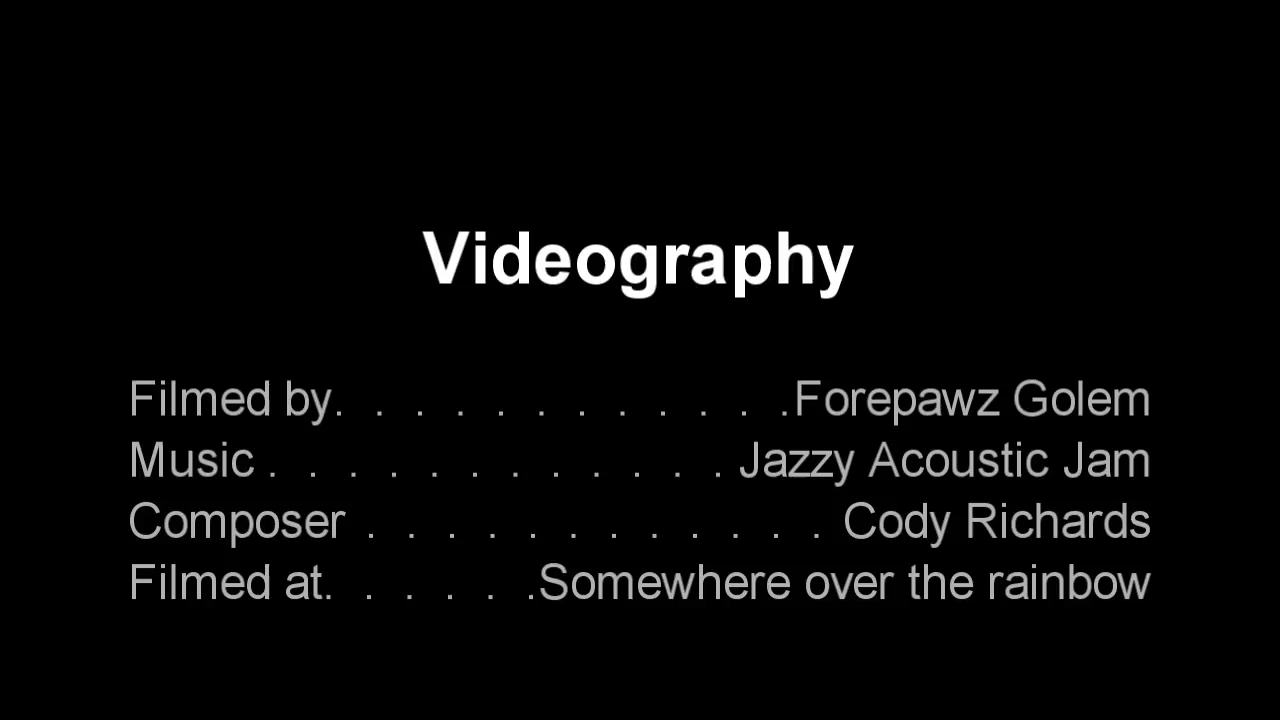 Videography
Filmed by. . . . . . . . . . . .Forepawz Golem
Music . . . . . . . . . . . . Jazzy Acoustic Jam
Composer . . . . . . . . . . . . Cody Richards
Filmed at. . . . . .Somewhere over the rainbow